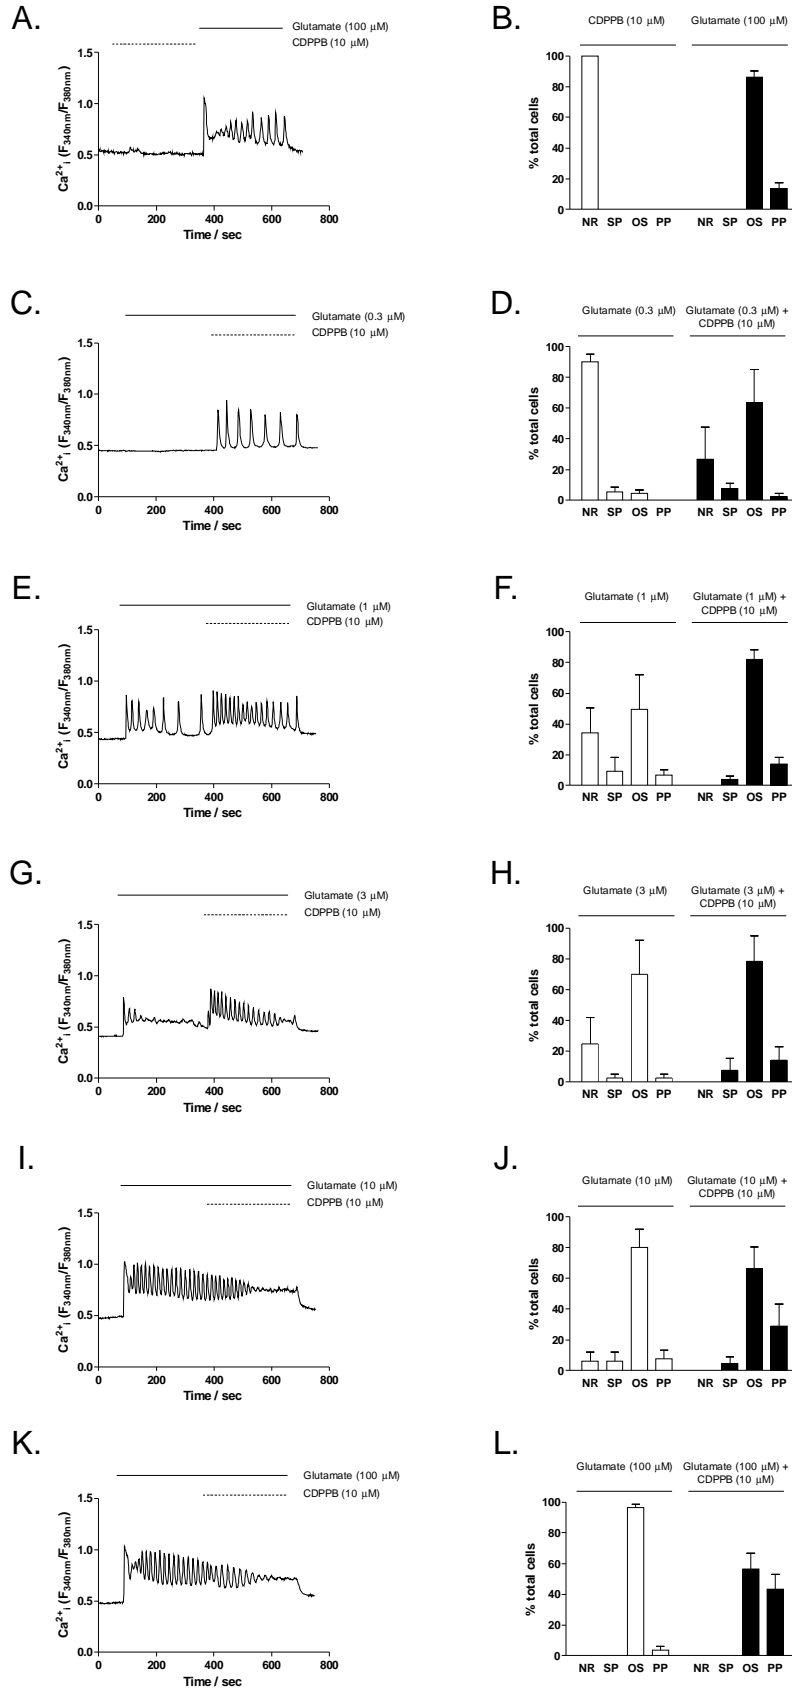 A.
Glutamate (100 μM)
CDPPB (10 μM)
1.5
1.0
0.5
0.0
Ca²⁺i (F340nm/F380nm)
0 200 400 600 800
Time / sec
B.
CDPPB (10 μM) Glutamate (100 μM)
100
80
60
40
20
0
% total cells
NR SP OS PP NR SP OS PP
C.
Glutamate (0.3 μM)
CDPPB (10 μM)
1.5
1.0
0.5
0.0
Ca²⁺i (F340nm/F380nm)
0 200 400 600 800
Time / sec
D.
Glutamate (0.3 μM) Glutamate (0.3 μM) +
CDPPB (10 μM)
100
80
60
40
20
0
% total cells
NR SP OS PP NR SP OS PP
E.
Glutamate (1 μM)
CDPPB (10 μM)
1.5
1.0
0.5
0.0
Ca²⁺i (F340nm/F380nm)
0 200 400 600 800
Time / sec
F.
Glutamate (1 μM) Glutamate (1 μM) +
CDPPB (10 μM)
100
80
60
40
20
0
% total cells
NR SP OS PP NR SP OS PP
G.
Glutamate (3 μM)
CDPPB (10 μM)
1.5
1.0
0.5
0.0
Ca²⁺i (F340nm/F380nm)
0 200 400 600 800
Time / sec
H.
Glutamate (3 μM) Glutamate (3 μM) +
CDPPB (10 μM)
100
80
60
40
20
0
% total cells
NR SP OS PP NR SP OS PP
I.
Glutamate (10 μM)
CDPPB (10 μM)
1.5
1.0
0.5
0.0
Ca²⁺i (F340nm/F380nm)
0 200 400 600 800
Time / sec
J.
Glutamate (10 μM) Glutamate (10 μM) +
CDPPB (10 μM)
100
80
60
40
20
0
% total cells
NR SP OS PP NR SP OS PP
K.
Glutamate (100 μM)
CDPPB (10 μM)
1.5
1.0
0.5
0.0
Ca²⁺i (F340nm/F380nm)
0 200 400 600 800
Time / sec
L.
Glutamate (100 μM) Glutamate (100 μM) +
CDPPB (10 μM)
100
80
60
40
20
0
% total cells
NR SP OS PP NR SP OS PP